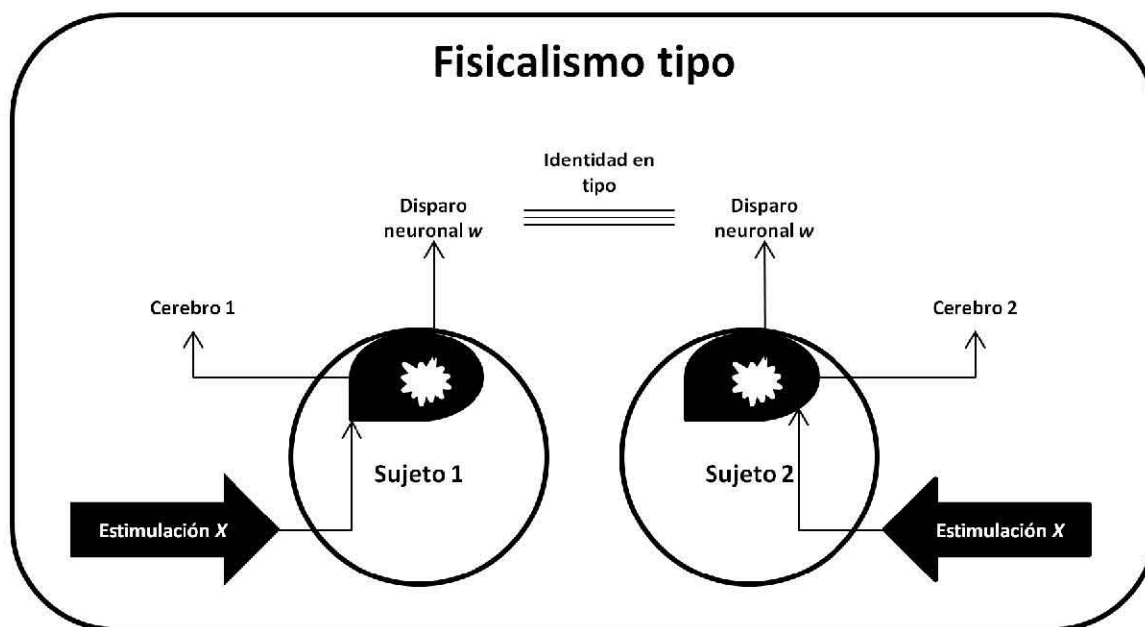 Fisicalismo tipo
Identidad en
tipo
Disparo
neuronal w
Disparo
neuronal w
Cerebro 1
Cerebro 2
Sujeto 1
Sujeto 2
Estimulación X
Estimulación X